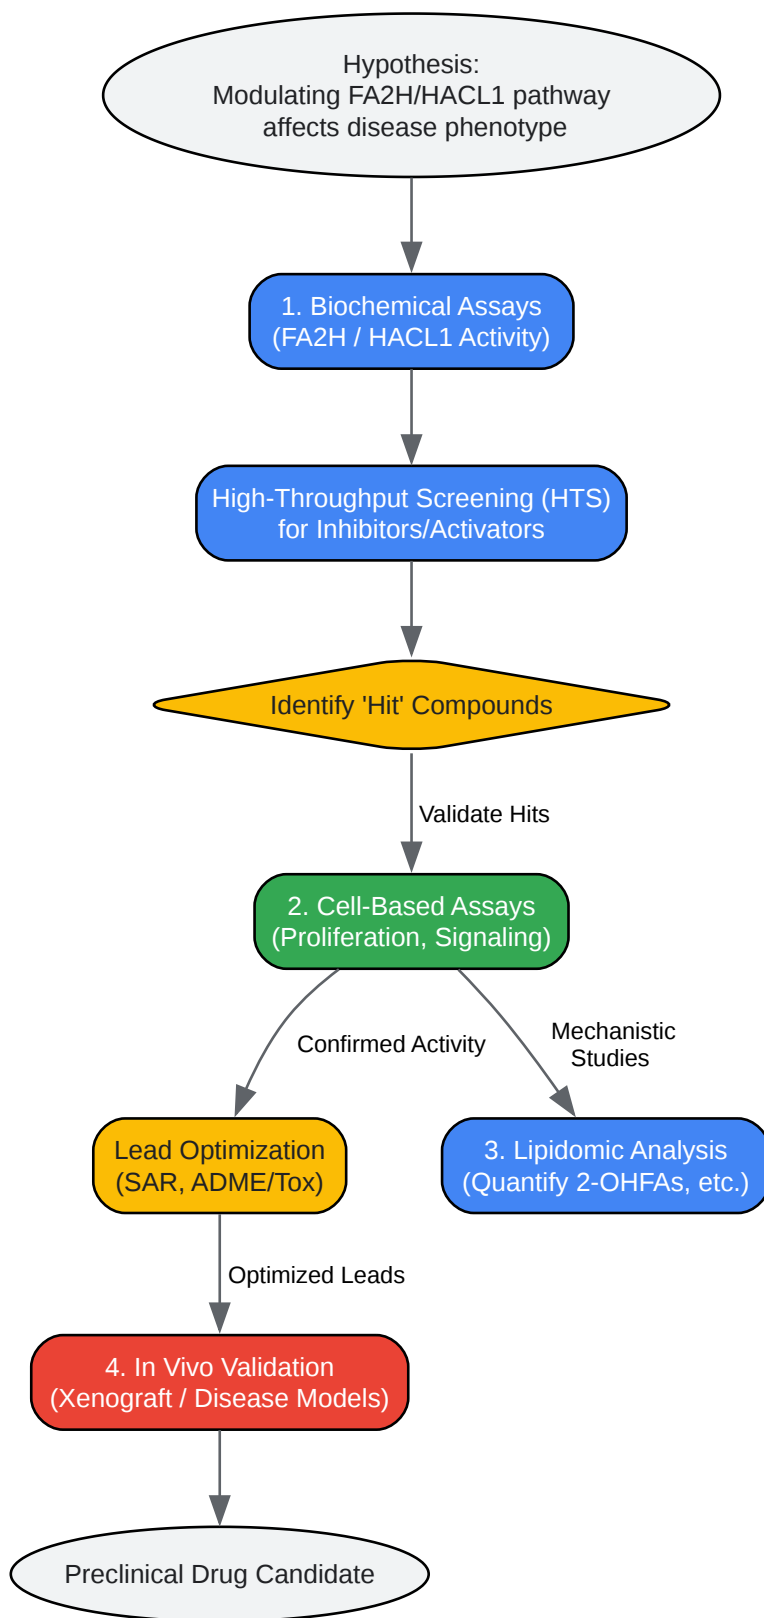 Hypothesis:
Modulating FA2H/HACL1 pathway
affects disease phenotype
1. Biochemical Assays
(FA2H / HACL1 Activity)
High-Throughput Screening (HTS)
for Inhibitors/Activators
Identify 'Hit' Compounds
Validate Hits
2. Cell-Based Assays
(Proliferation, Signaling)
Confirmed Activity
Mechanistic
Studies
Lead Optimization
(SAR, ADME/Tox)
3. Lipidomic Analysis
(Quantify 2-OHFAs, etc.)
Optimized Leads
4. In Vivo Validation
(Xenograft / Disease Models)
Preclinical Drug Candidate